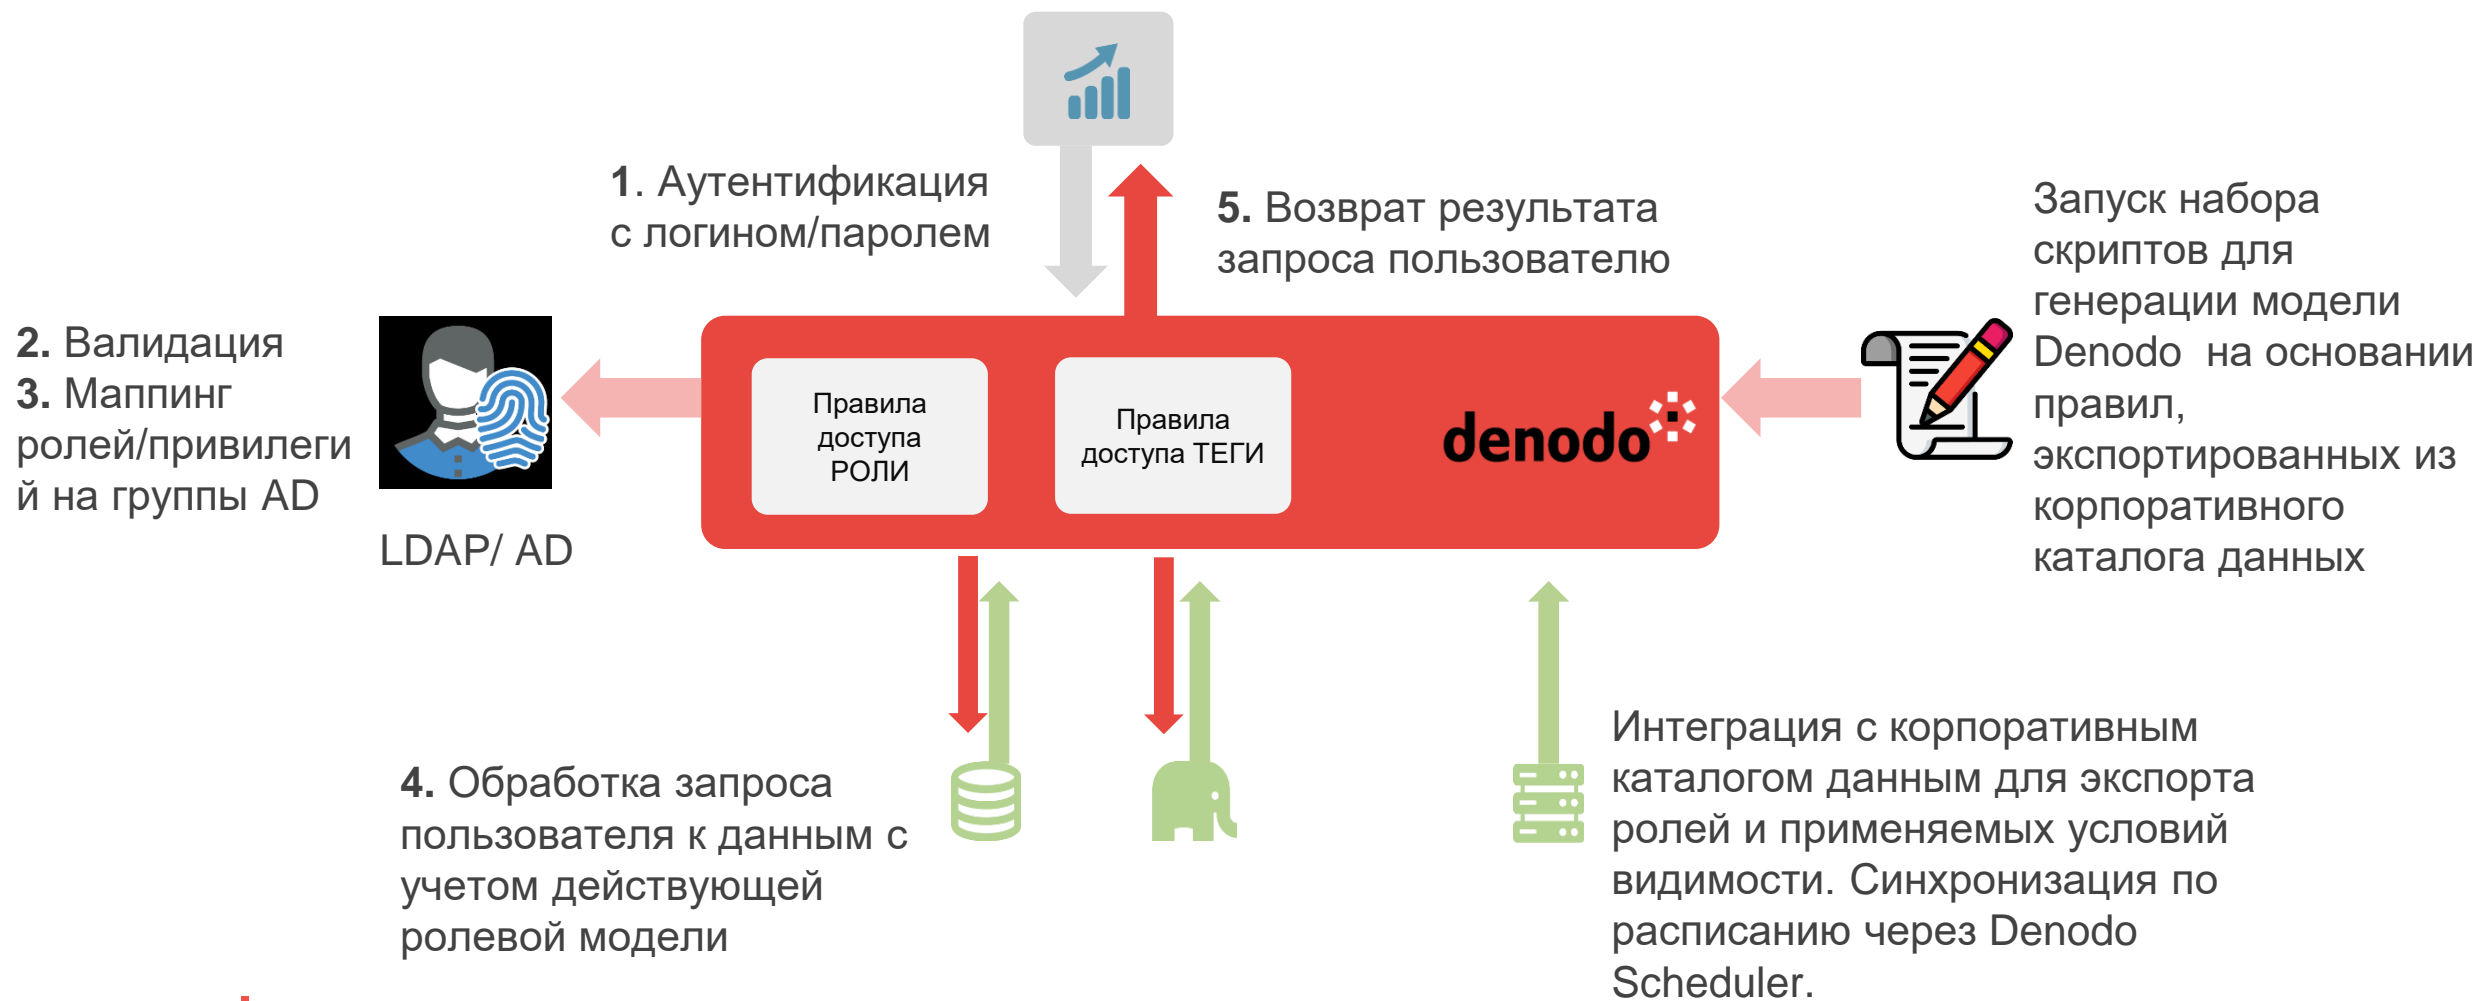 1. Аутентификация
с логином/паролем
5. Возврат результата
запроса пользователю
Запуск набора
скриптов для
генерации модели
Denodo  на основании
правил,
экспортированных из
корпоративного
каталога данных
2. Валидация
3. Маппинг
ролей/привилеги
й на группы AD
LDAP/ AD
Правила
доступа
РОЛИ
Правила
доступа ТЕГИ
denodo
4. Обработка запроса
пользователя к данным с
учетом действующей
ролевой модели
Интеграция с корпоративным
каталогом данным для экспорта
ролей и применяемых условий
видимости. Синхронизация по
расписанию через Denodo
Scheduler.